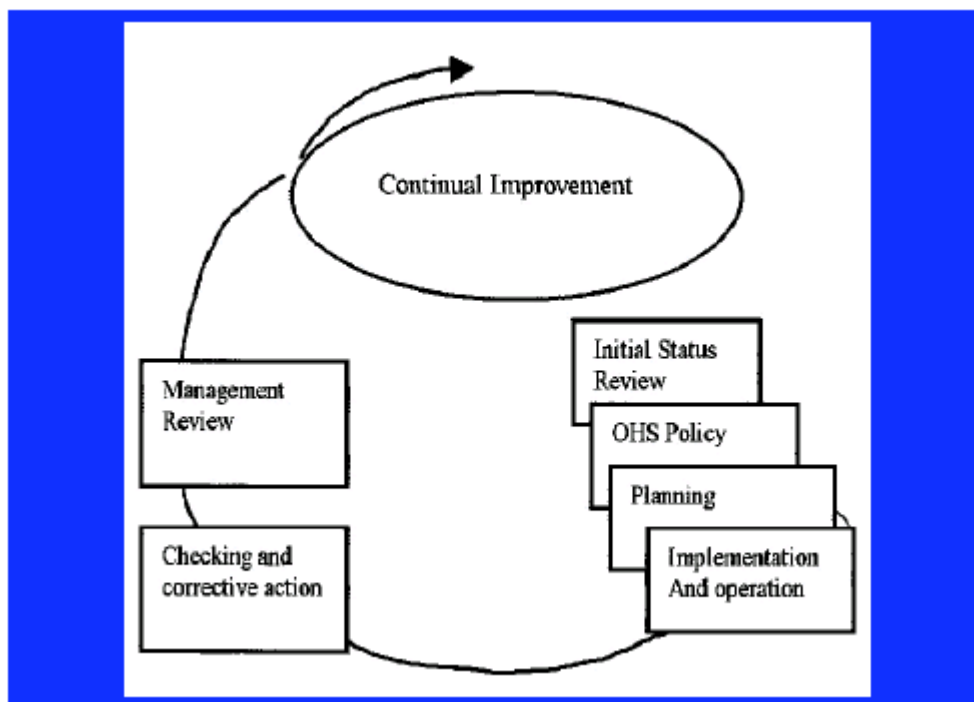 Continual Improvement
Initial Status
Review
OHS Policy
Planning
Implementation
And operation
Management
Review
Checking and
corrective action